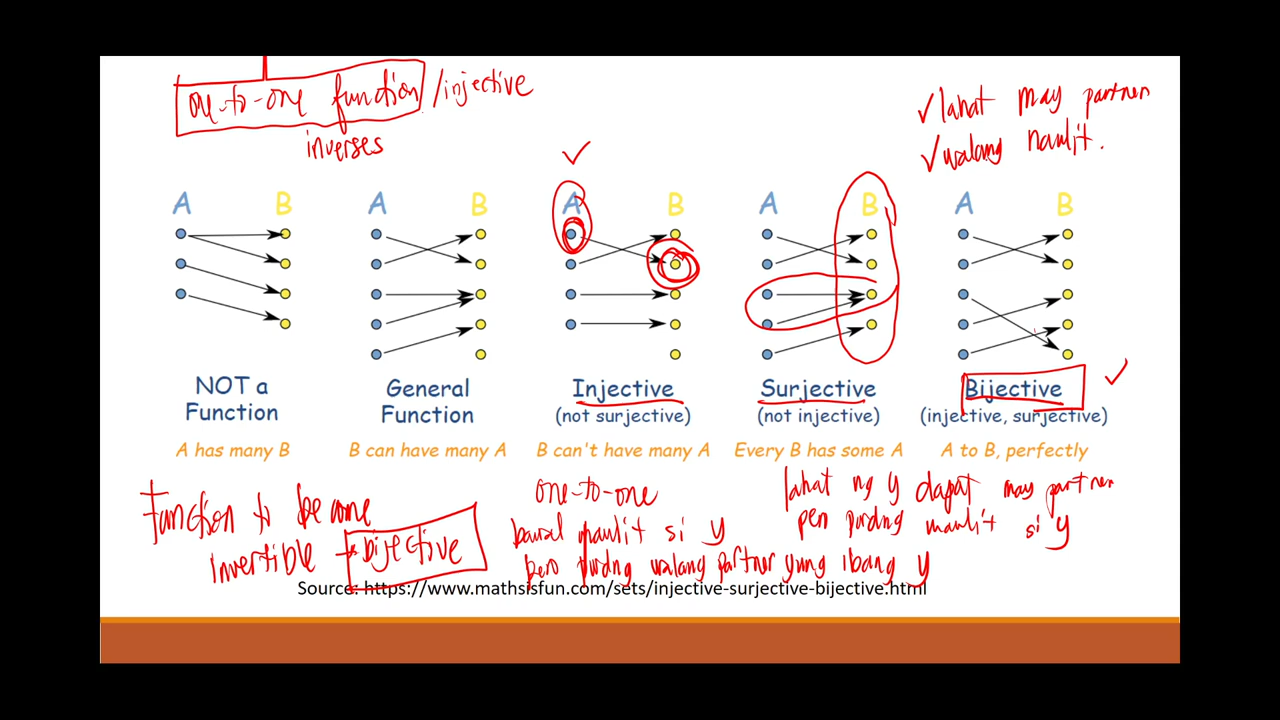 one-to-one function /injective
inverses
✓ lahat may partner
✓ walang naulit.
✓
A B A B A B A B A B
NOT a Function
General Function
Injective
(not surjective)
Surjective
(not injective)
Bijective ✓
(injective, surjective)
A has many B
B can have many A
B can't have many A
Every B has some A
A to B, perfectly
function to become
invertible → bijective
one-to-one
bawal maulit si y
pero pwdng walang partner yung ibang y
lahat ng y dapat may partner
pero pwdng maulit si y
Source: https://www.mathsisfun.com/sets/injective-surjective-bijective.html